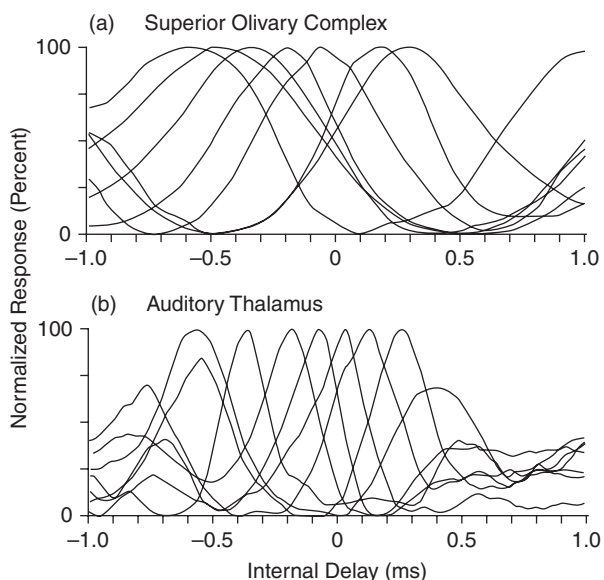 (a) Superior Olivary Complex
100
0
−1.0 −0.5 0 0.5 1.0
Normalized Response (Percent)
(b) Auditory Thalamus
100
0
-1.0 -0.5 0 0.5 1.0
Internal Delay (ms)